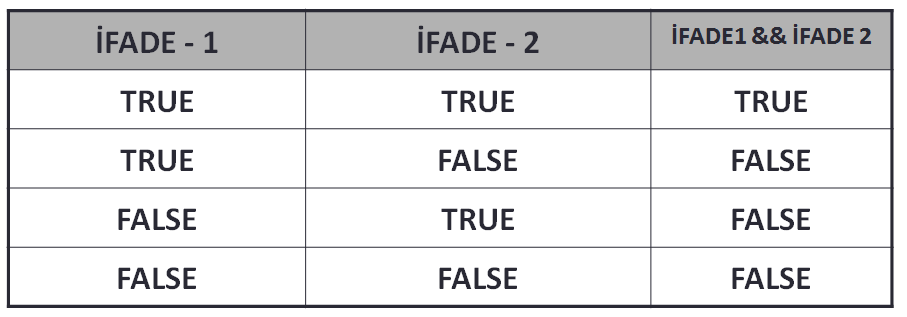 İFADE - 1 İFADE - 2 İFADE1 && İFADE 2
TRUE TRUE TRUE
TRUE FALSE FALSE
FALSE TRUE FALSE
FALSE FALSE FALSE